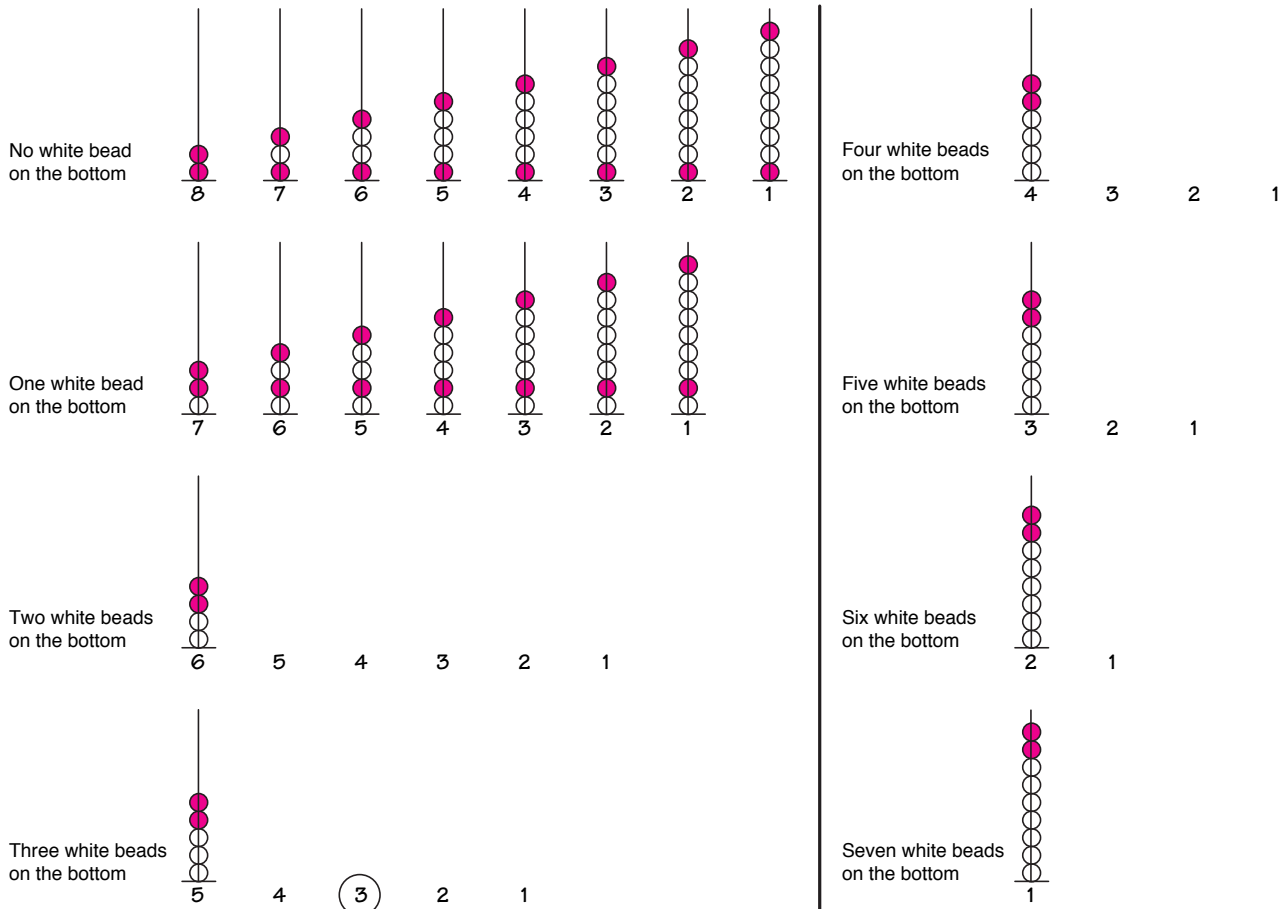 No white bead
on the bottom
8 7 6 5 4 3 2 1
One white bead
on the bottom
7 6 5 4 3 2 1
Two white beads
on the bottom
6 5 4 3 2 1
Three white beads
on the bottom
5 4 3 2 1
Four white beads
on the bottom
4 3 2 1
Five white beads
on the bottom
3 2 1
Six white beads
on the bottom
2 1
Seven white beads
on the bottom
1